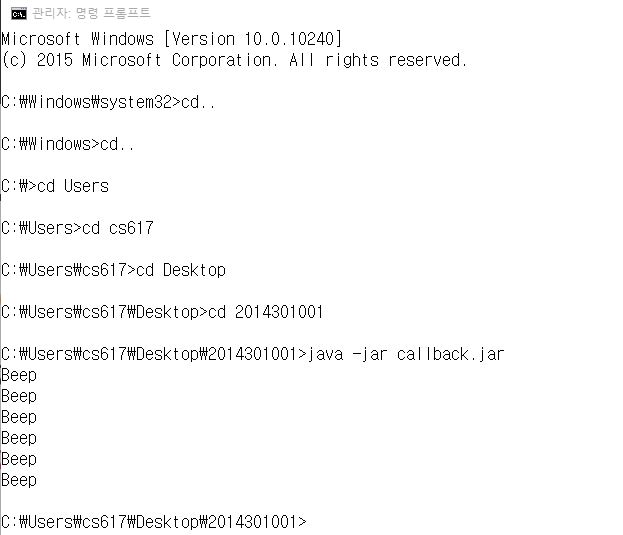 관리자: 명령 프롬프트
Microsoft Windows [Version 10.0.10240]
(c) 2015 Microsoft Corporation. All rights reserved.
C:₩Windows₩system32>cd..
C:₩Windows>cd..
C:₩>cd Users
C:₩Users>cd cs617
C:₩Users₩cs617>cd Desktop
C:₩Users₩cs617₩Desktop>cd 2014301001
C:₩Users₩cs617₩Desktop₩2014301001>java -jar callback.jar
Beep
Beep
Beep
Beep
Beep
Beep
C:₩Users₩cs617₩Desktop₩2014301001>